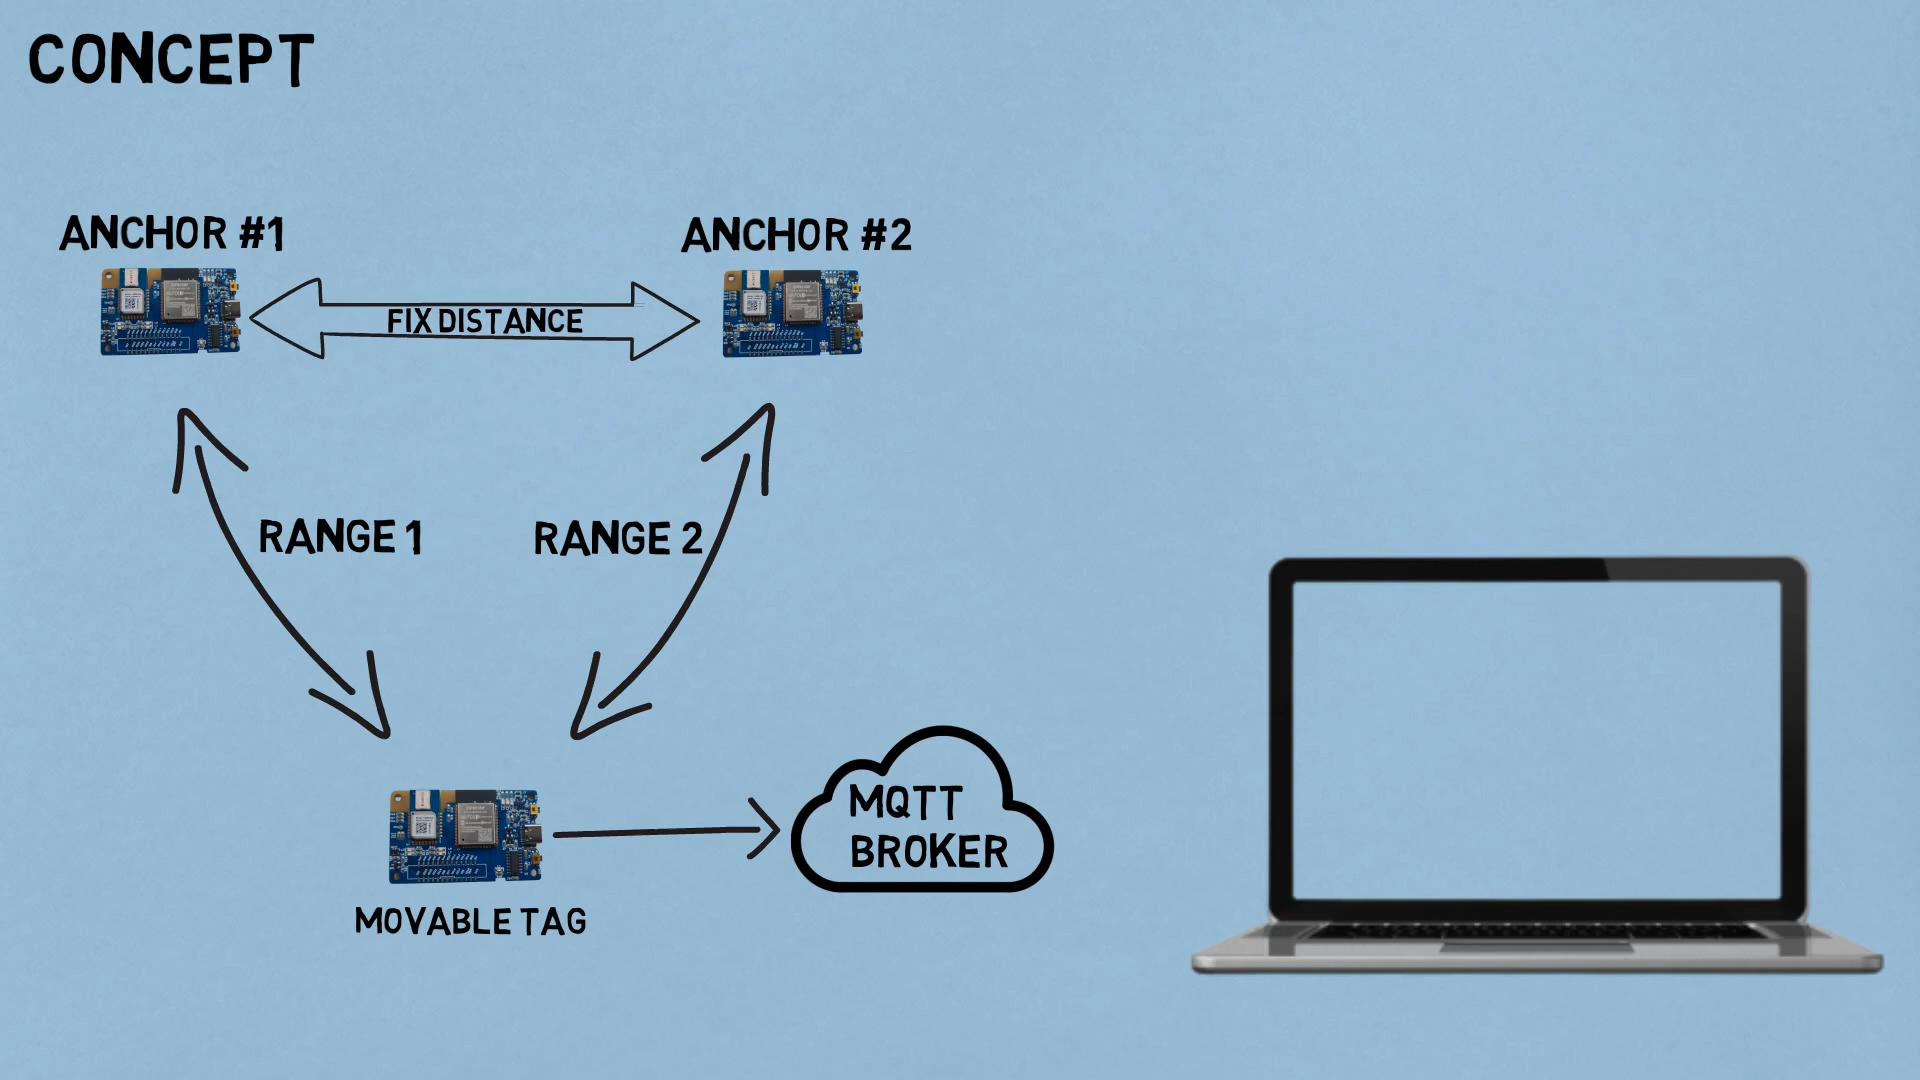 CONCEPT
ANCHOR #1
ANCHOR #2
FIX DISTANCE
RANGE 1
RANGE 2
MQTT
BROKER
MOVABLE TAG